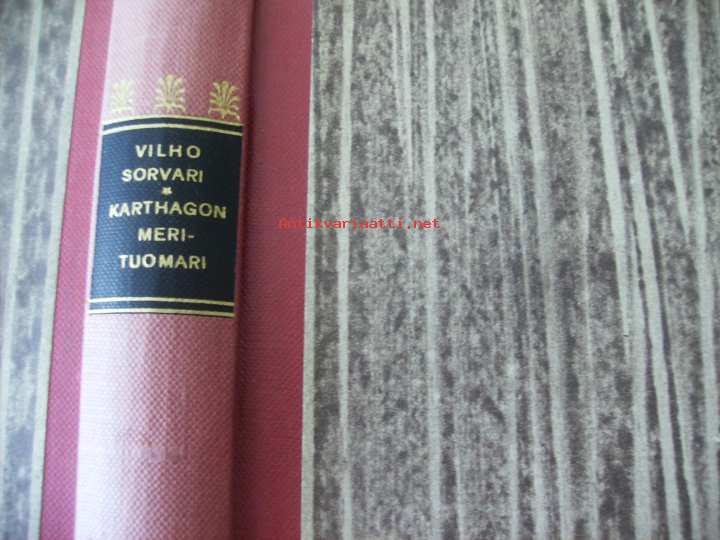 VILHO
SORVARI
*
KARTHAGON
MERI-
TUOMARI
Antikvariaatti.net